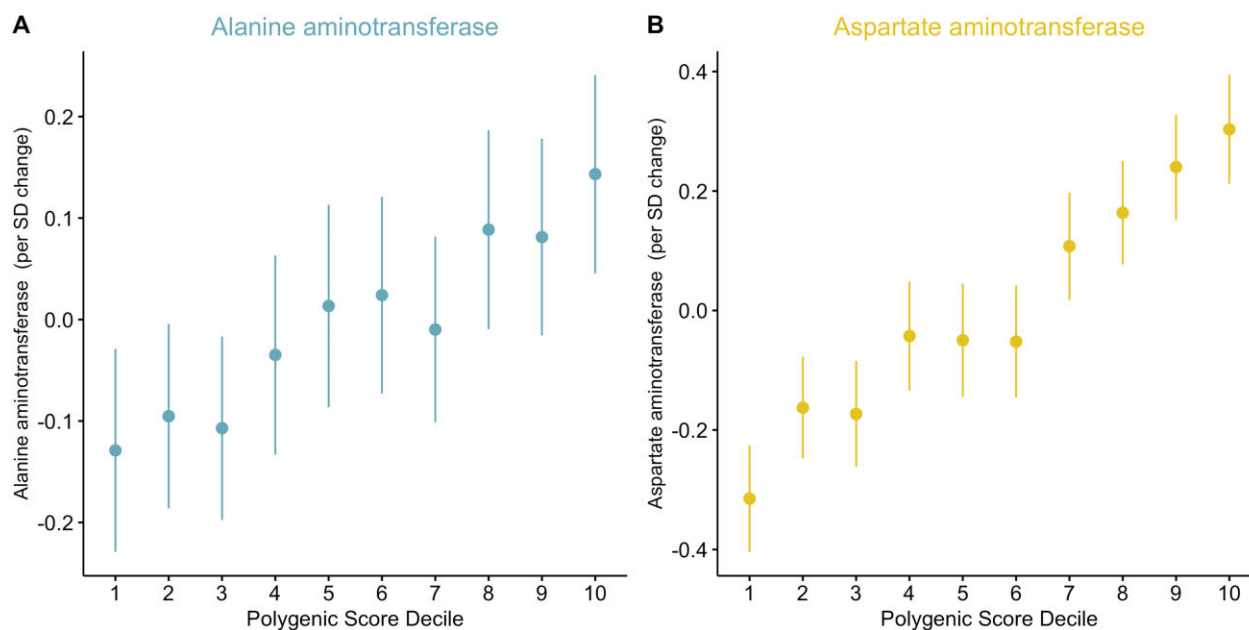 A
Alanine aminotransferase
Alanine aminotransferase  (per SD change)
0.2
0.1
0.0
-0.1
-0.2
1 2 3 4 5 6 7 8 9 10
Polygenic Score Decile
B
Aspartate aminotransferase
Aspartate aminotransferase  (per SD change)
0.4
0.2
0.0
-0.2
-0.4
1 2 3 4 5 6 7 8 9 10
Polygenic Score Decile